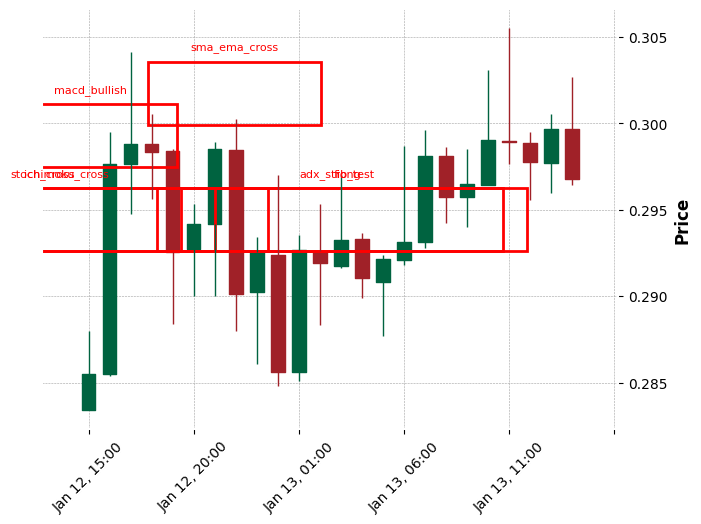 sma_ema_cross
macd_bullish
adx_strong
0.305
0.300
0.295
0.290
0.285
Price
Jan 12, 15:00
Jan 12, 20:00
Jan 13, 01:00
Jan 13, 06:00
Jan 13, 11:00